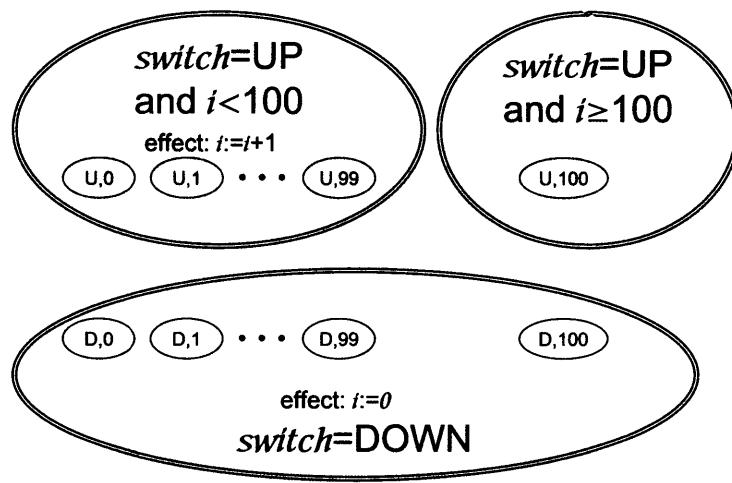 switch=UP
and i<100
effect: i:=i+1
U,0 U,1 • • • U,99
switch=UP
and i≥100
U,100
D,0 D,1 • • • D,99 D,100
effect: i:=0
switch=DOWN